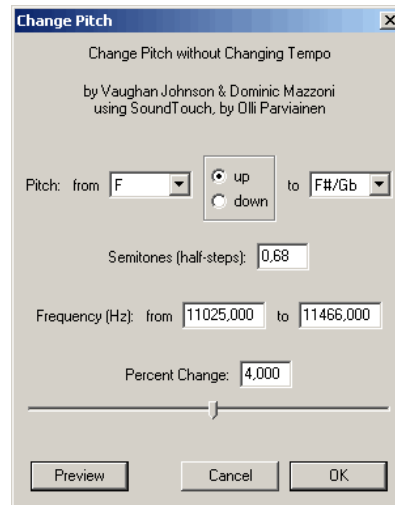 Change Pitch
Change Pitch without Changing Tempo
by Vaughan Johnson & Dominic Mazzoni
using SoundTouch, by Olli Parviainen
Pitch: from F up down to F#/Gb
Semitones (half-steps): 0,68
Frequency (Hz): from 11025,000 to 11466,000
Percent Change: 4,000
Preview Cancel OK